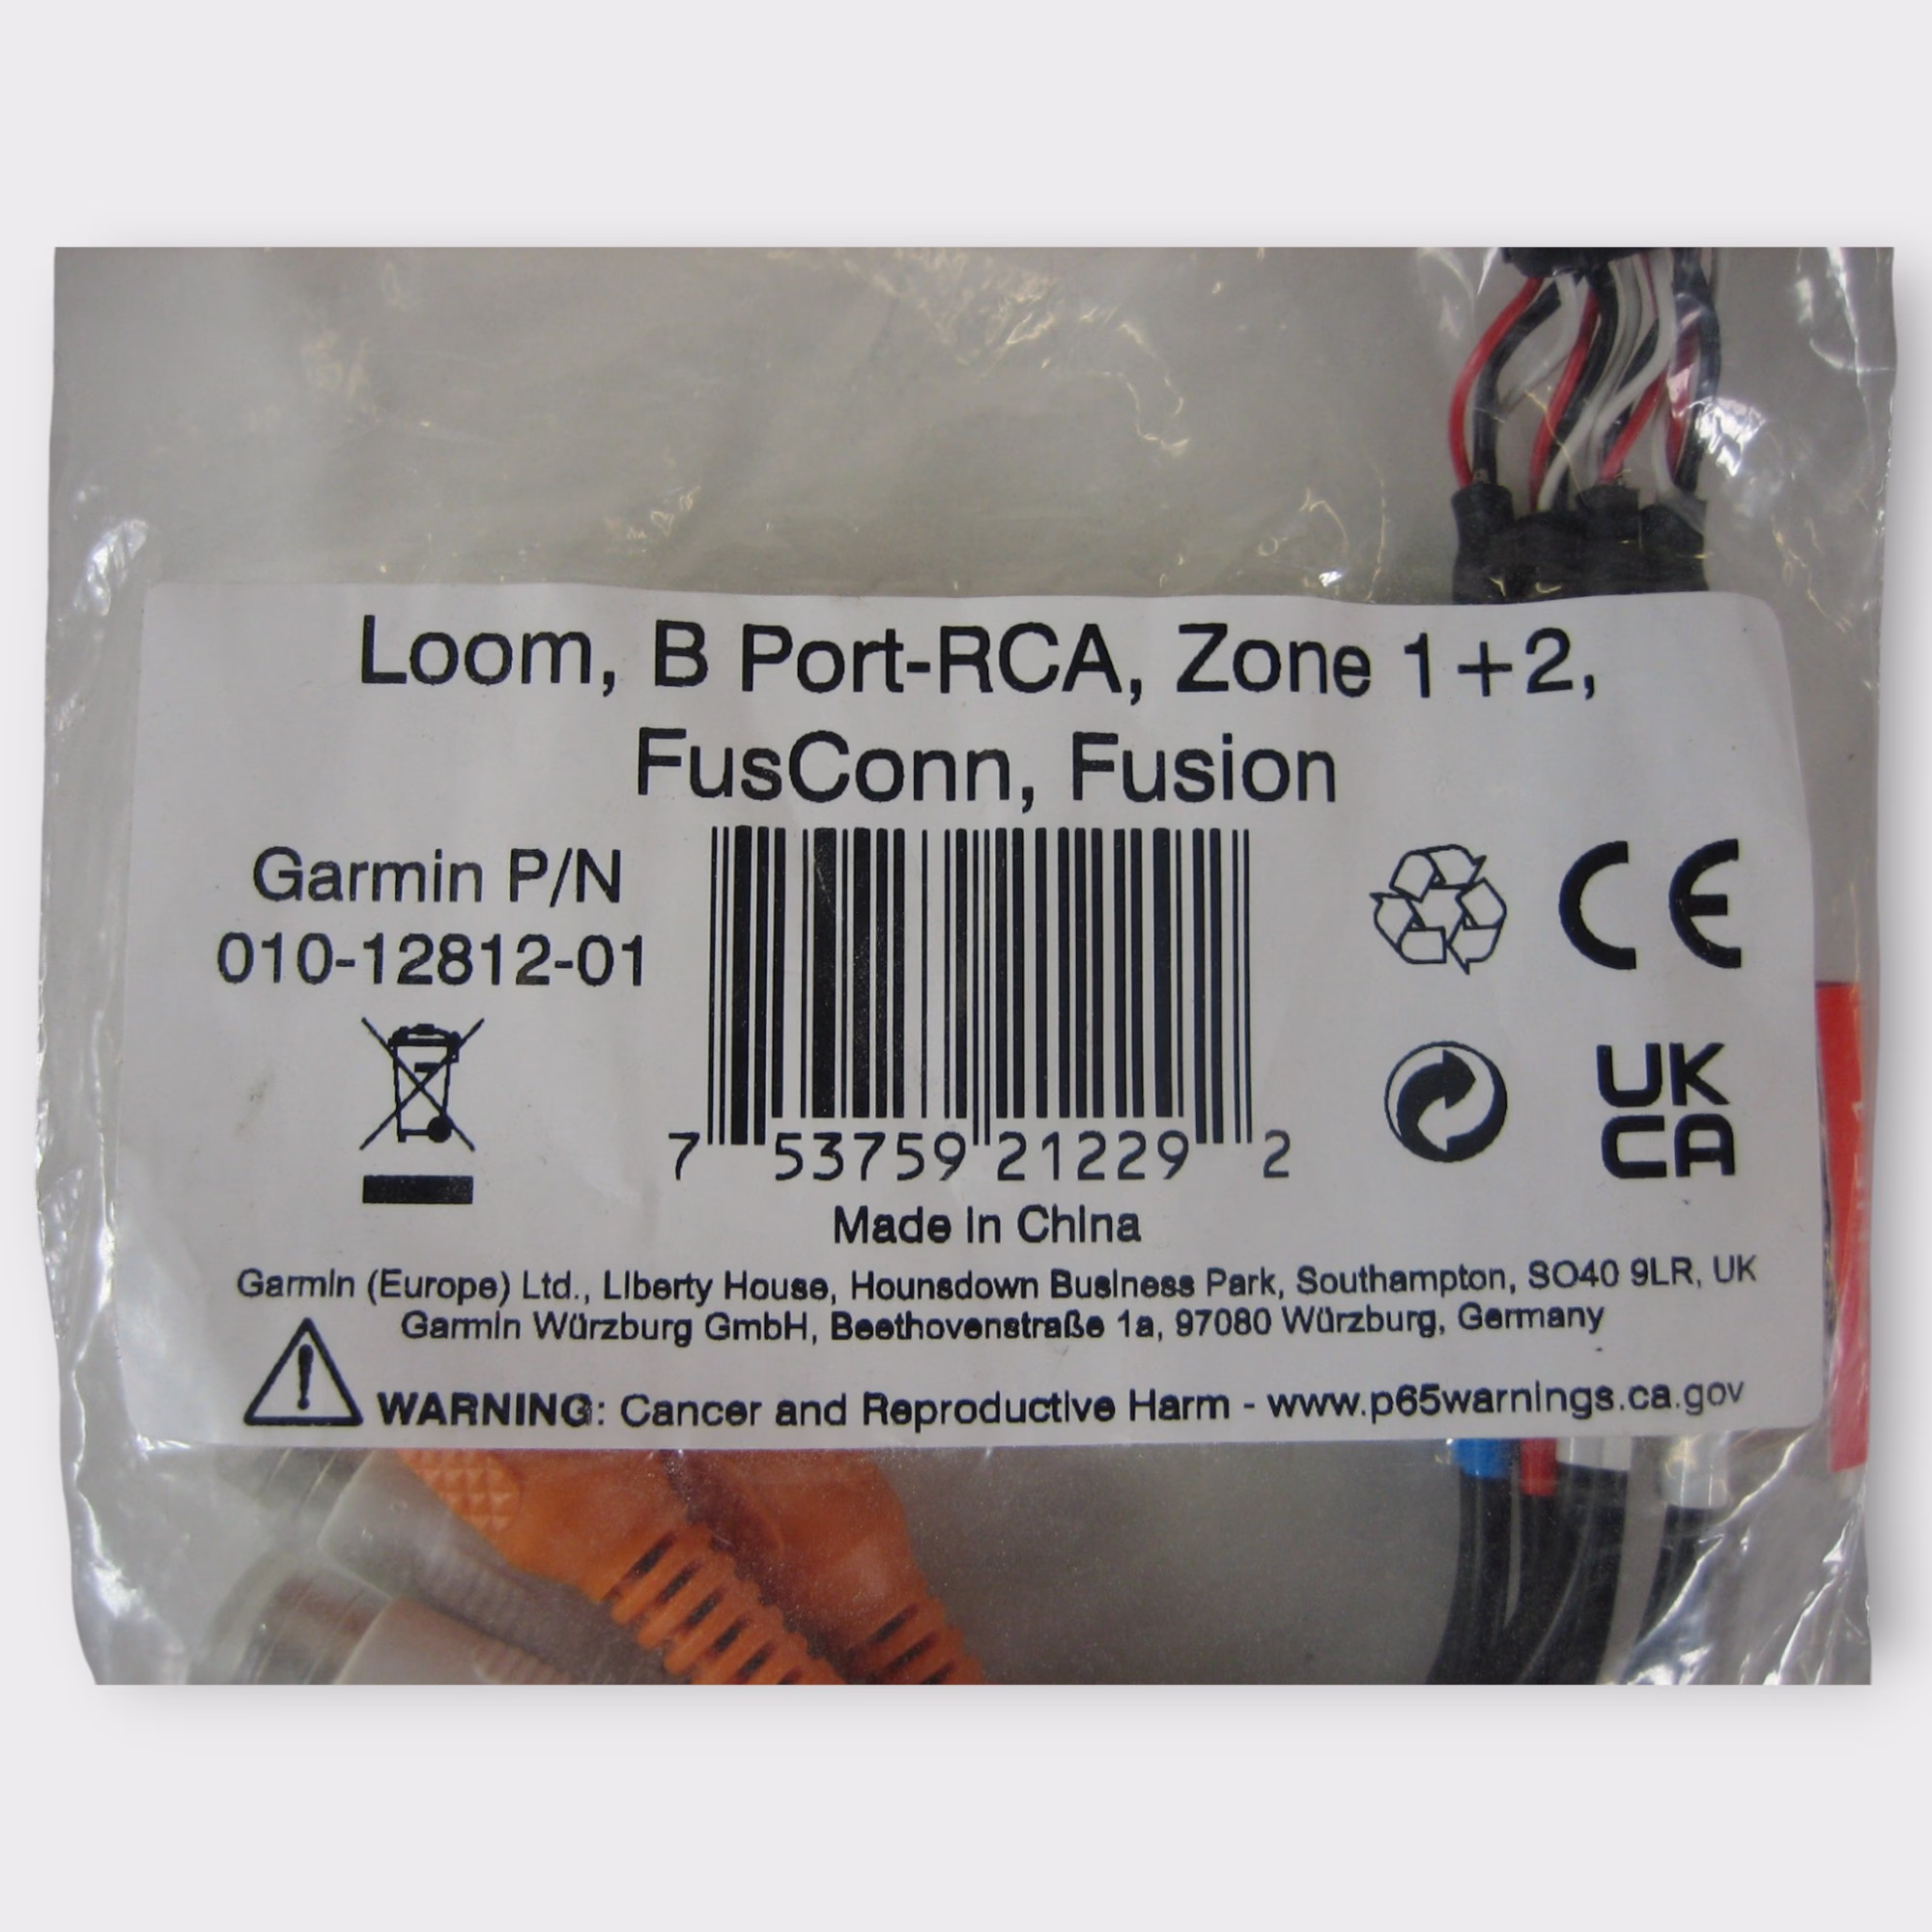 Loom, B Port-RCA, Zone 1+2,
FusConn, Fusion
Garmin P/N
010-12812-01
7 53759 21229 2
CE
UK
CA
Made in China
Garmin (Europe) Ltd., Liberty House, Hounsdown Business Park, Southampton, SO40 9LR, UK
Garmin Würzburg GmbH, Beethovenstraße 1a, 97080 Würzburg, Germany
WARNING: Cancer and Reproductive Harm - www.p65warnings.ca.gov